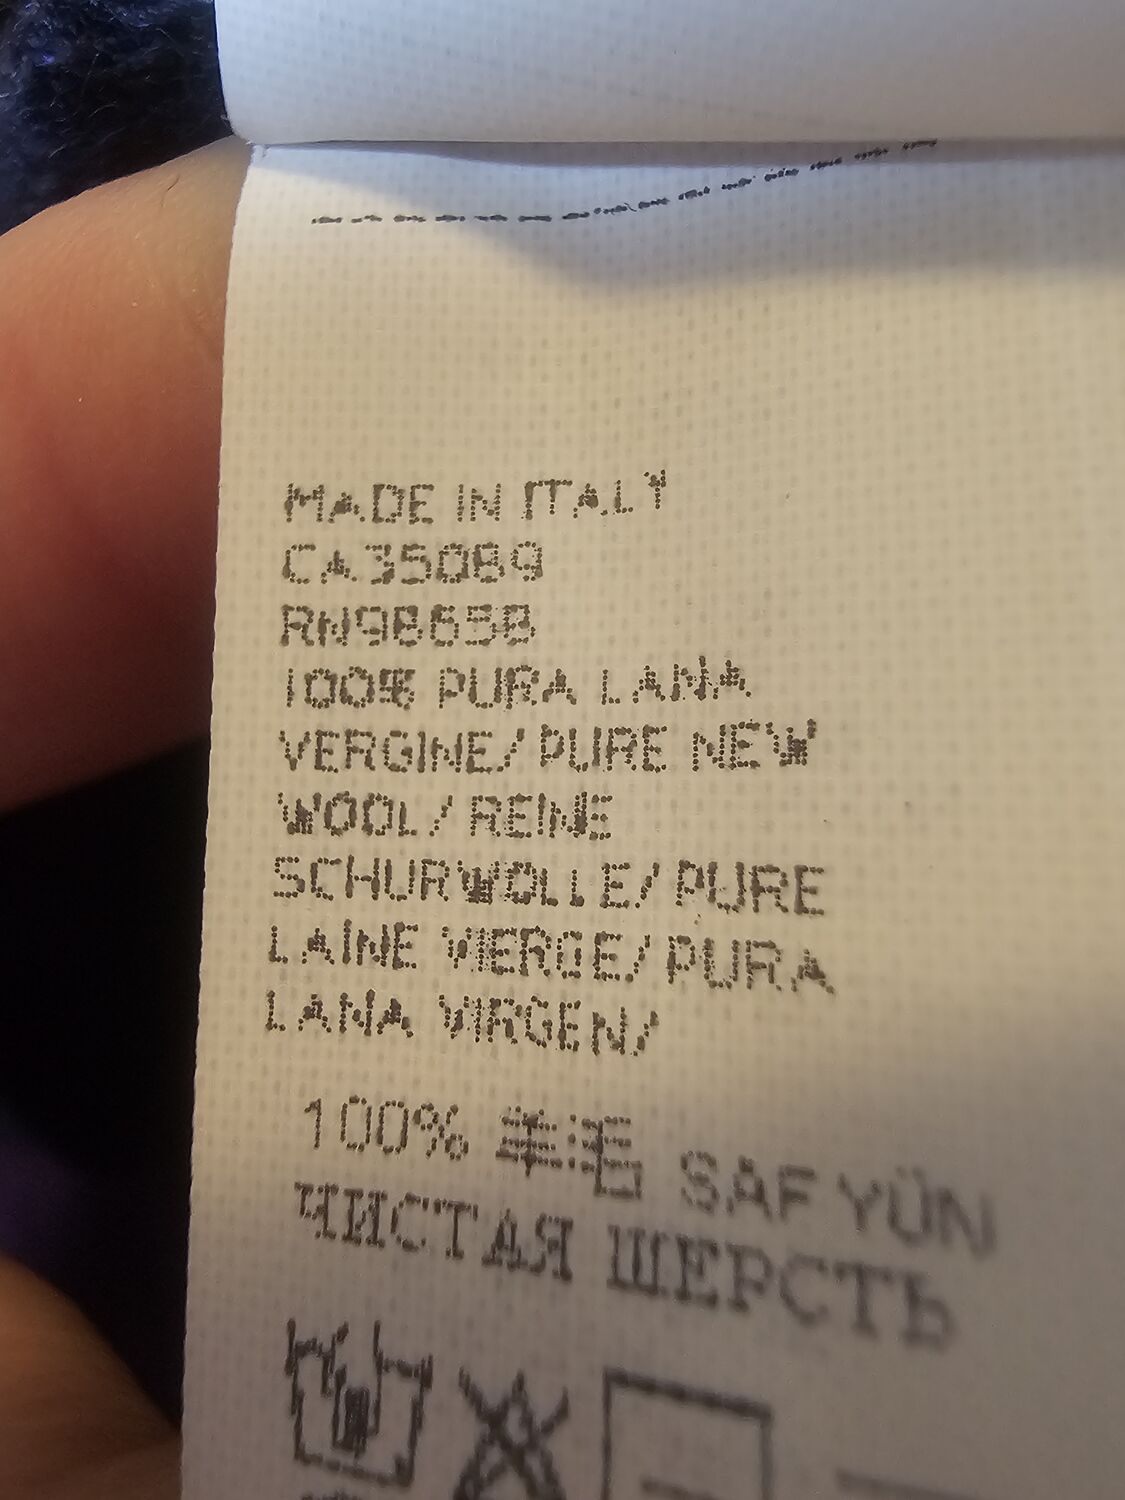 MADE IN ITALY
CA35089
RN98658
100% PURA LANA
VERGINE/PURE NEW
WOOL/REINE
SCHURWOLLE/PURE
LAINE VIERGE/PURA
LANA VIRGEN/
100% 羊毛 SAF YÜN
ЧИСТАЯ ШЕРСТЬ